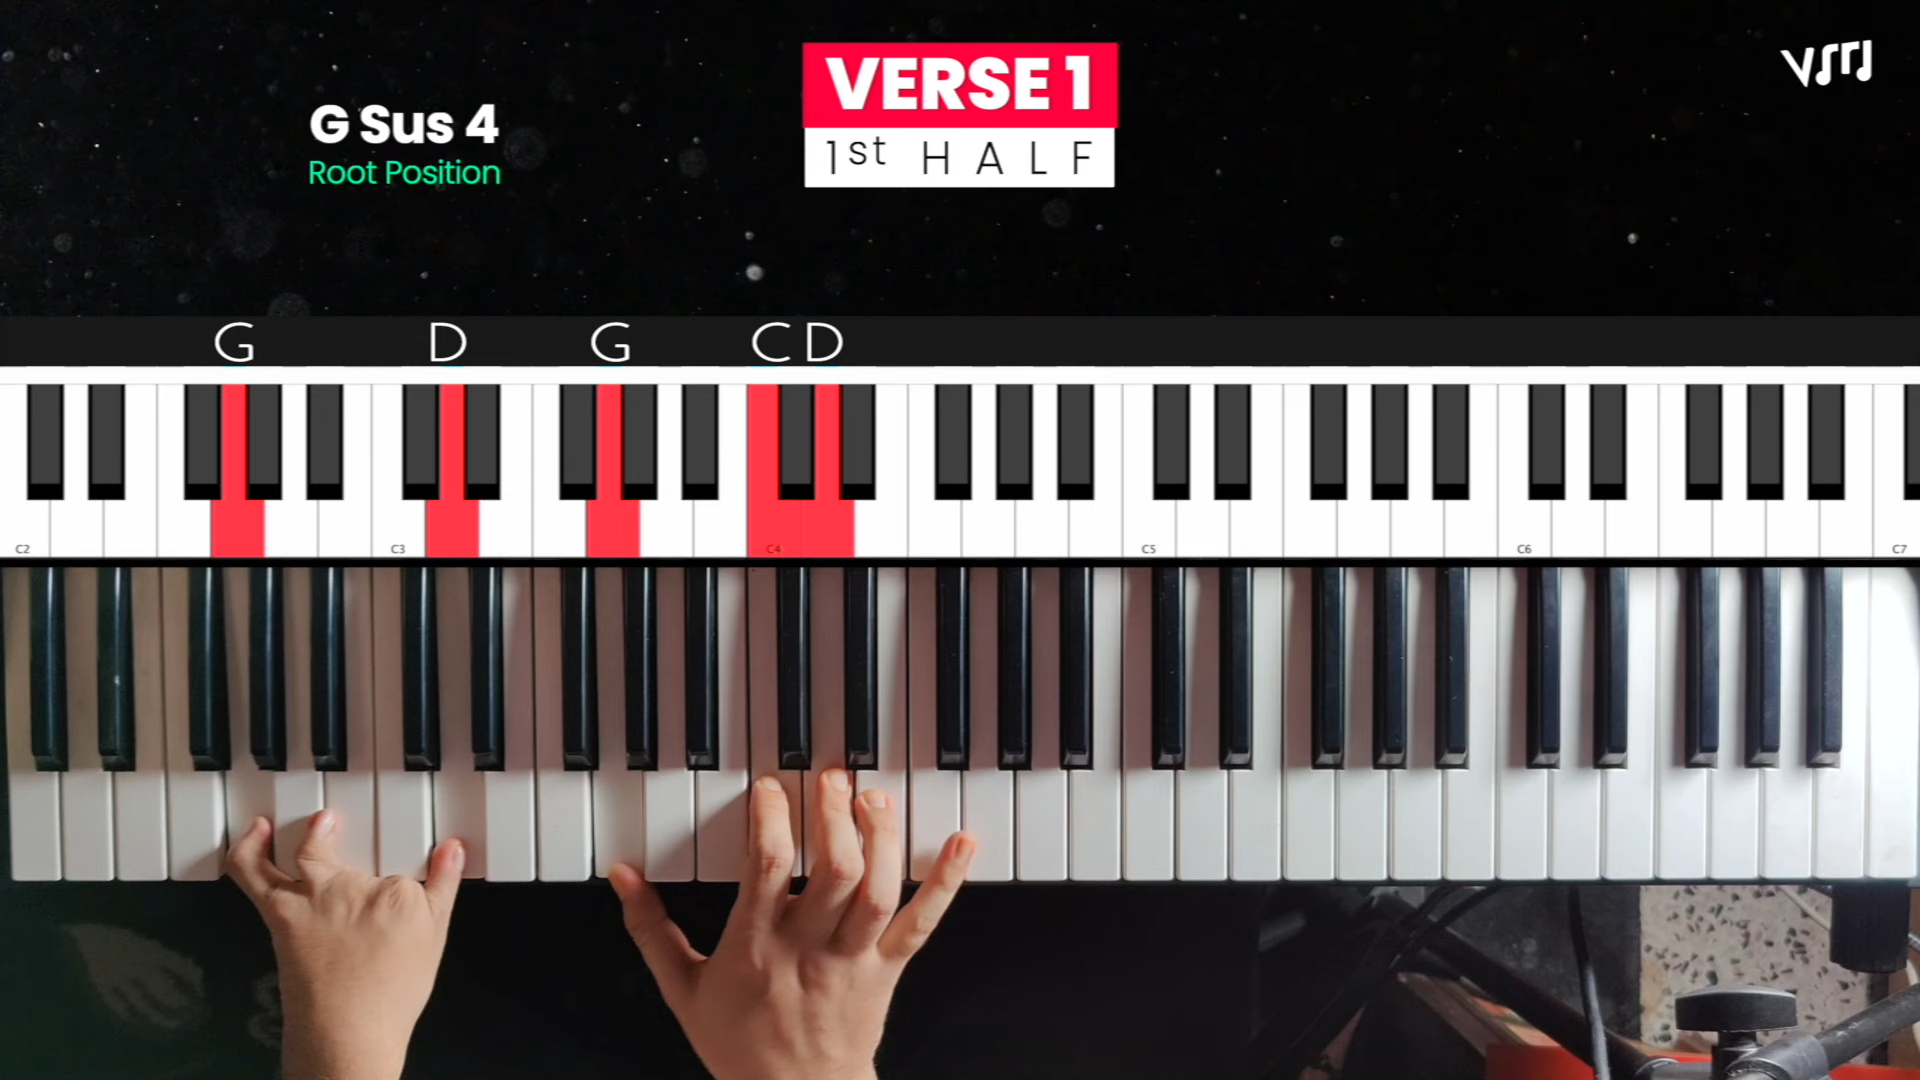 VERSE 1
1st HALF
G Sus 4
Root Position
G D G C D
C2 C3 C4 C5 C6 C7